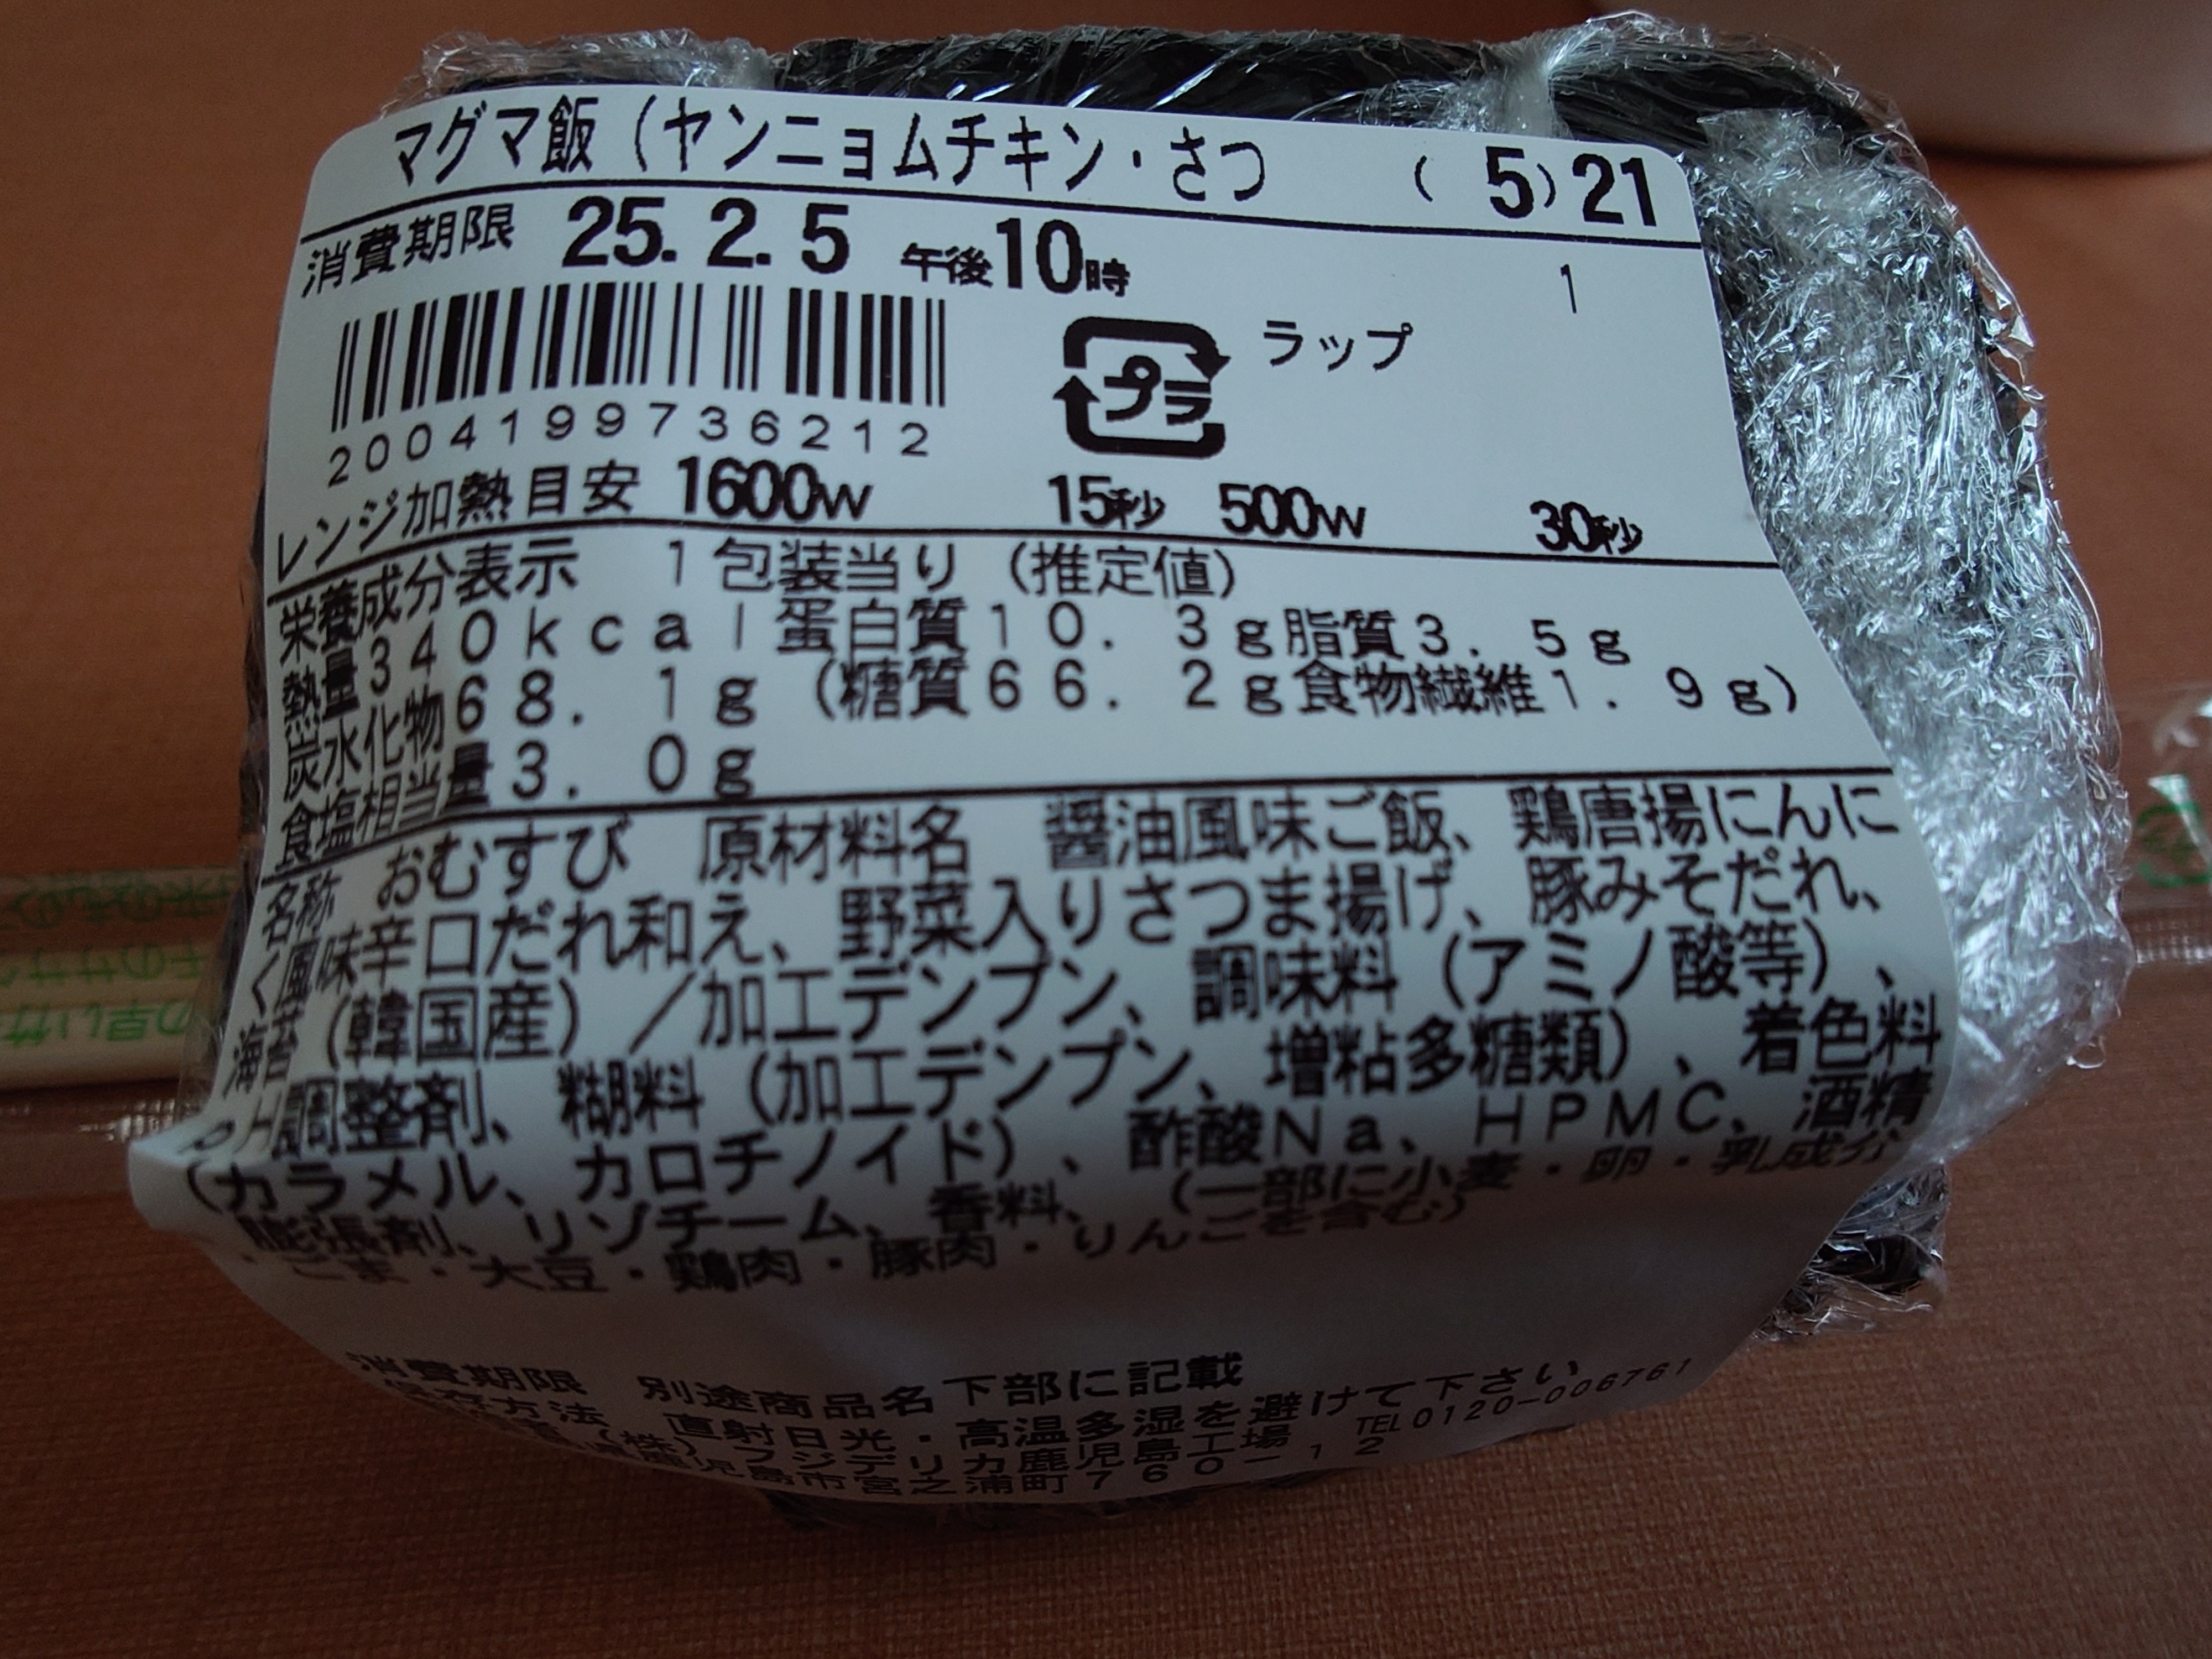 マグマ飯（ヤンニョムチキン・さつ （ 5）21
消費期限 25. 2. 5 午後10時 1
プラ ラップ
2004199736212
レンジ加熱目安 1600W 15秒 500W 30秒
栄養成分表示　１包装当り（推定値）
熱量３４０ｋｃａｌ蛋白質１０．３ｇ脂質３．５ｇ
炭水化物６８．１ｇ（糖質６６．２ｇ食物繊維１．９ｇ）
食塩相当量３．０ｇ
名称　おむすび　原材料名　醤油風味ご飯、鶏唐揚にんに
く風味辛口だれ和え、野菜入りさつま揚げ、豚みそだれ、
海苔（韓国産）／加工デンプン、調味料（アミノ酸等）、
ｐＨ調整剤、糊料（加工デンプン、増粘多糖類）、着色料
（カラメル、カロチノイド）、酢酸Ｎａ、ＨＰＭＣ、酒精
、膨張剤、リゾチーム、香料、（一部に小麦・卵・乳成分
・ごま・大豆・鶏肉・豚肉・りんごを含む）
消費期限　別途商品名下部に記載
保存方法　直射日光・高温多湿を避けて下さい
（株）フジデリカ鹿児島工場 TEL0120-006761
鹿児島市宮之浦町７６０－１２